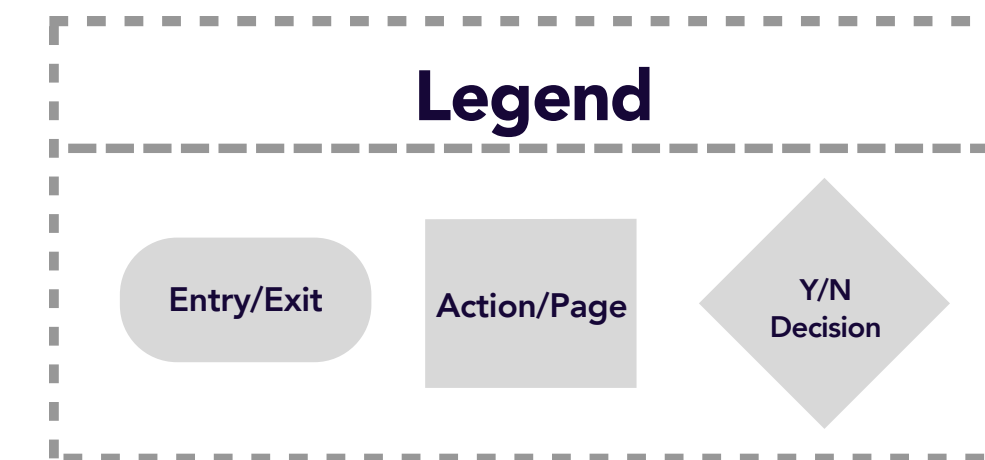 Legend
Entry/Exit
Action/Page
Y/N
Decision